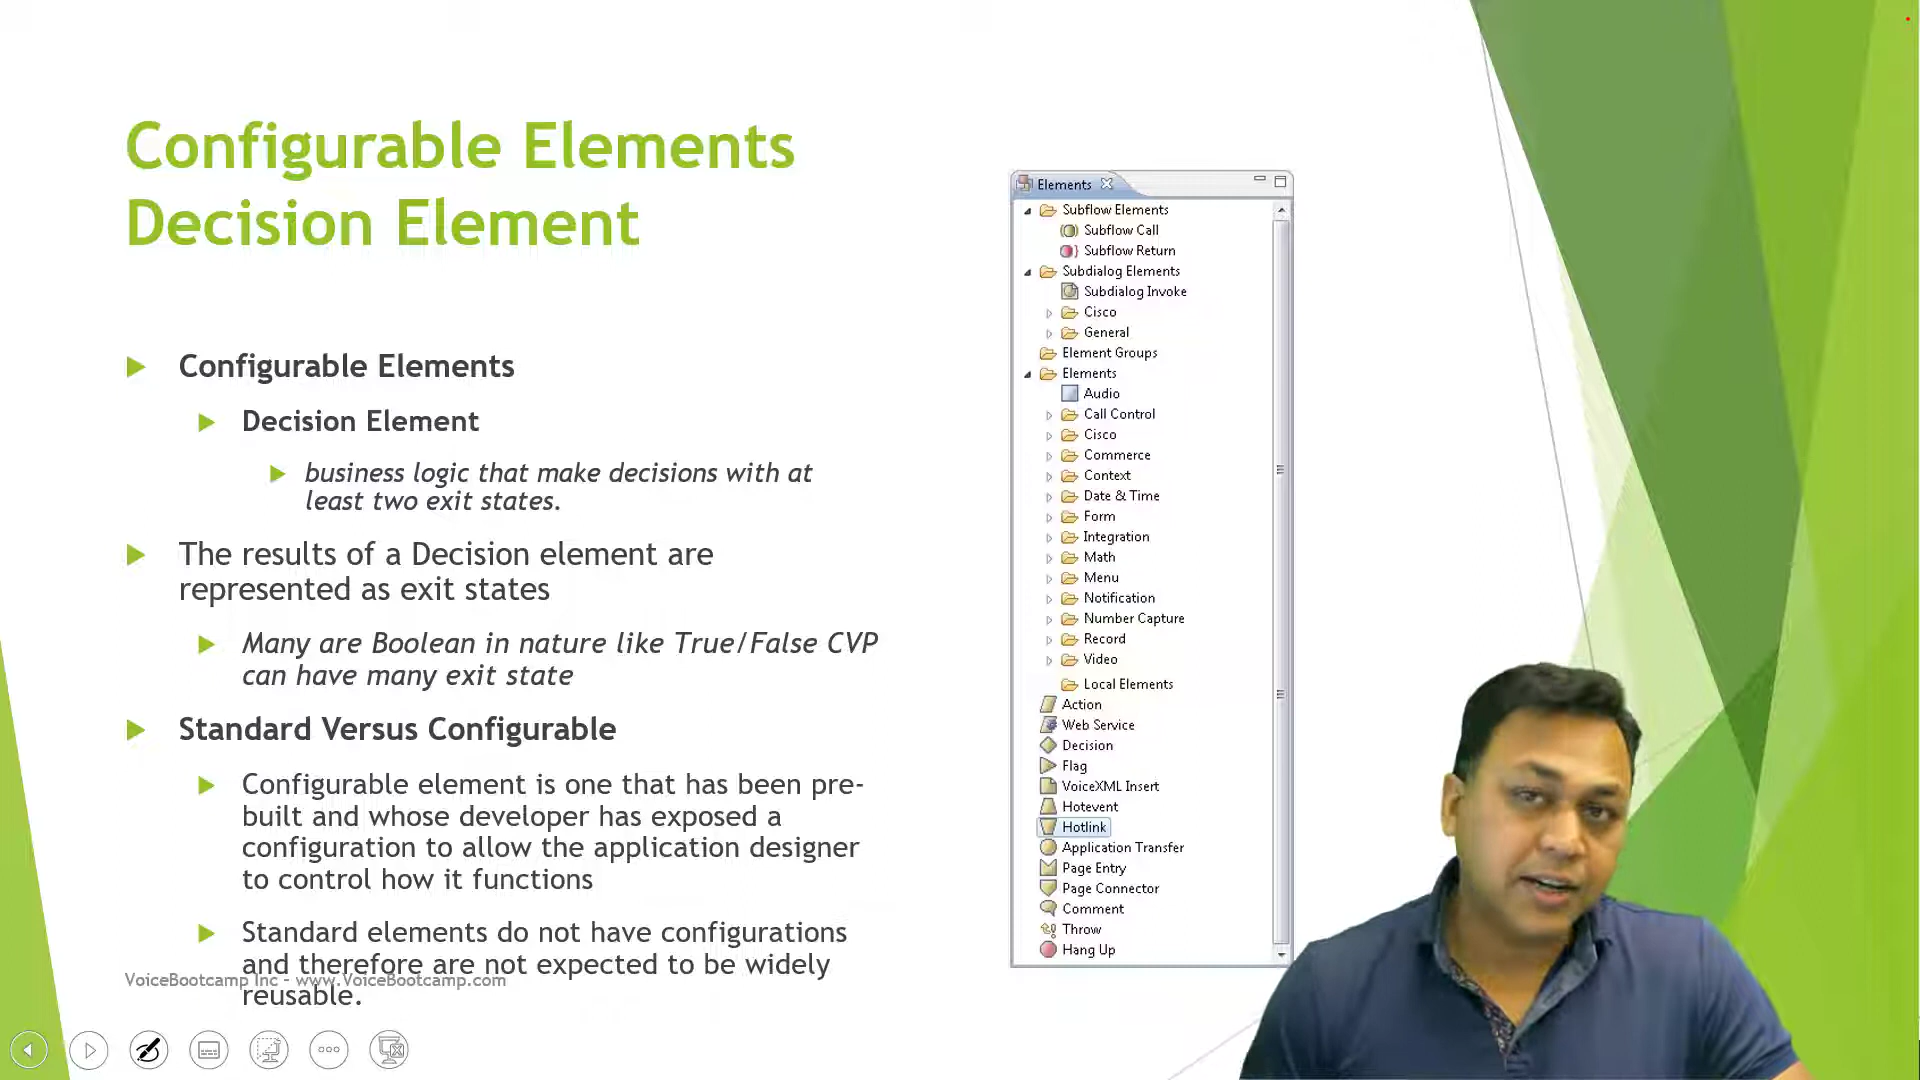 Configurable Elements
Decision Element
Configurable Elements
Decision Element
business logic that make decisions with at
least two exit states.
The results of a Decision element are
represented as exit states
Many are Boolean in nature like True/False CVP
can have many exit state
Standard Versus Configurable
Configurable element is one that has been pre-
built and whose developer has exposed a
configuration to allow the application designer
to control how it functions
Standard elements do not have configurations
and therefore are not expected to be widely
reusable.
VoiceBootcamp Inc - www.VoiceBootcamp.com
Elements
Subflow Elements
Subflow Call
Subflow Return
Subdialog Elements
Subdialog Invoke
Cisco
General
Element Groups
Elements
Audio
Call Control
Cisco
Commerce
Context
Date & Time
Form
Integration
Math
Menu
Notification
Number Capture
Record
Video
Local Elements
Action
Web Service
Decision
Flag
VoiceXML Insert
Hotevent
Hotlink
Application Transfer
Page Entry
Page Connector
Comment
Throw
Hang Up